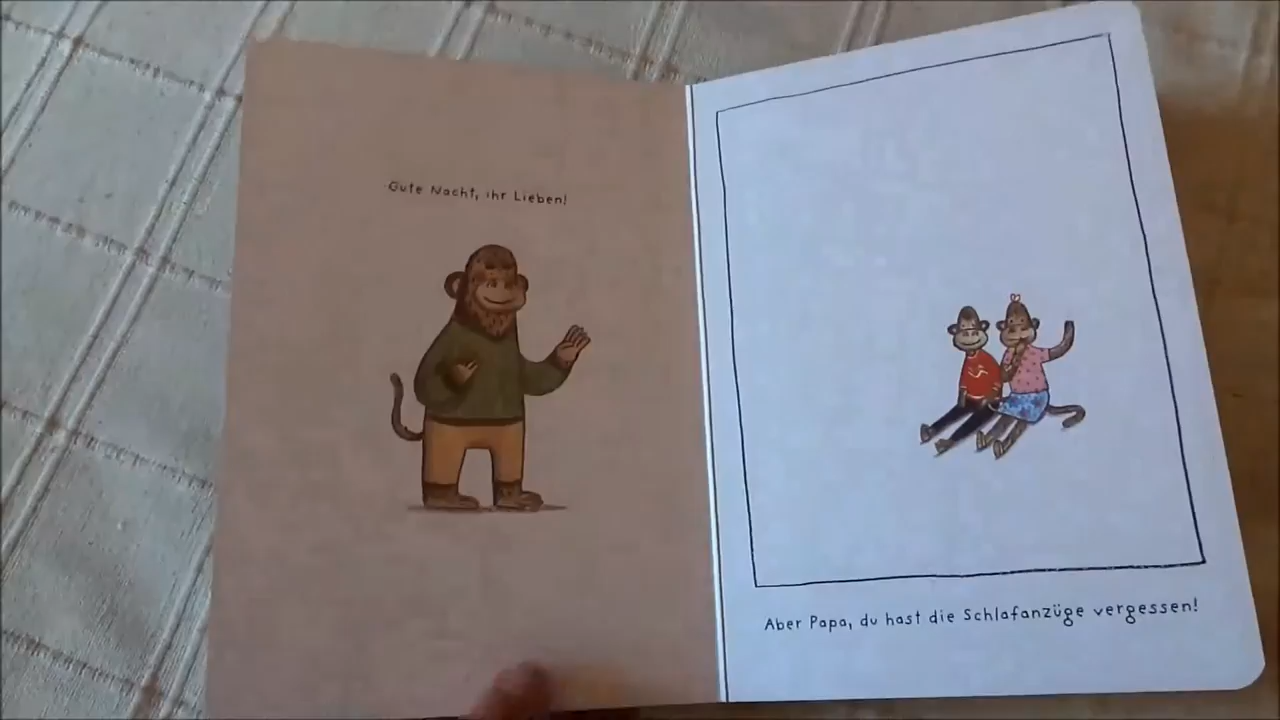 Gute Nacht, ihr Lieben!
Aber Papa, du hast die Schlafanzüge vergessen!